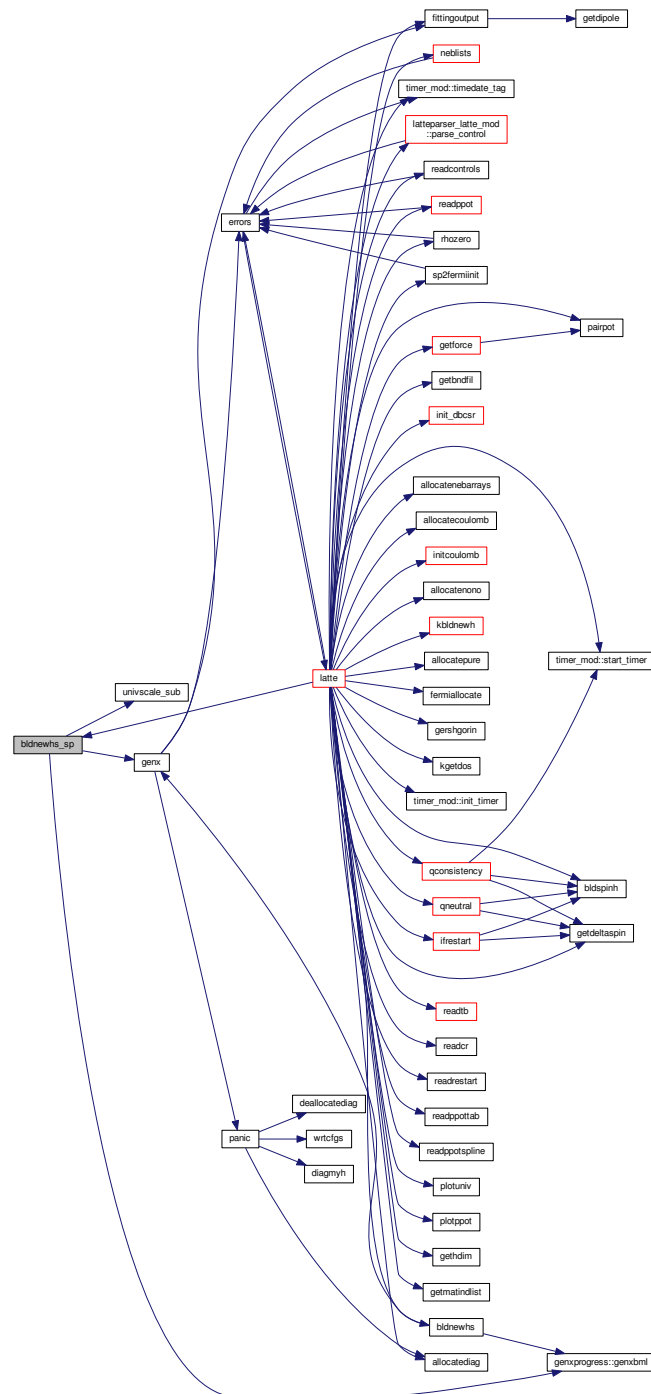 fittingoutput
getdipole
neblists
timer_mod::timedate_tag
latteparser_latte_mod
::parse_control
readcontrols
readppot
errors
rhozero
sp2fermiinit
pairpot
getforce
getbndfil
init_dbcsr
allocatenebarrays
allocatecoulomb
initcoulomb
allocatenono
kbldnewh
timer_mod::start_timer
allocatepure
latte
univscale_sub
fermiallocate
gershgorin
bldnewhs_sp
genx
kgetdos
timer_mod::init_timer
qconsistency
bldspinh
qneutral
getdeltaspin
ifrestart
readtb
readcr
readrestart
deallocatediag
readppottab
panic
wrtcfgs
readppotspline
diagmyh
plotuniv
plotppot
gethdim
getmatindlist
bldnewhs
allocatediag
genxprogress::genxbml